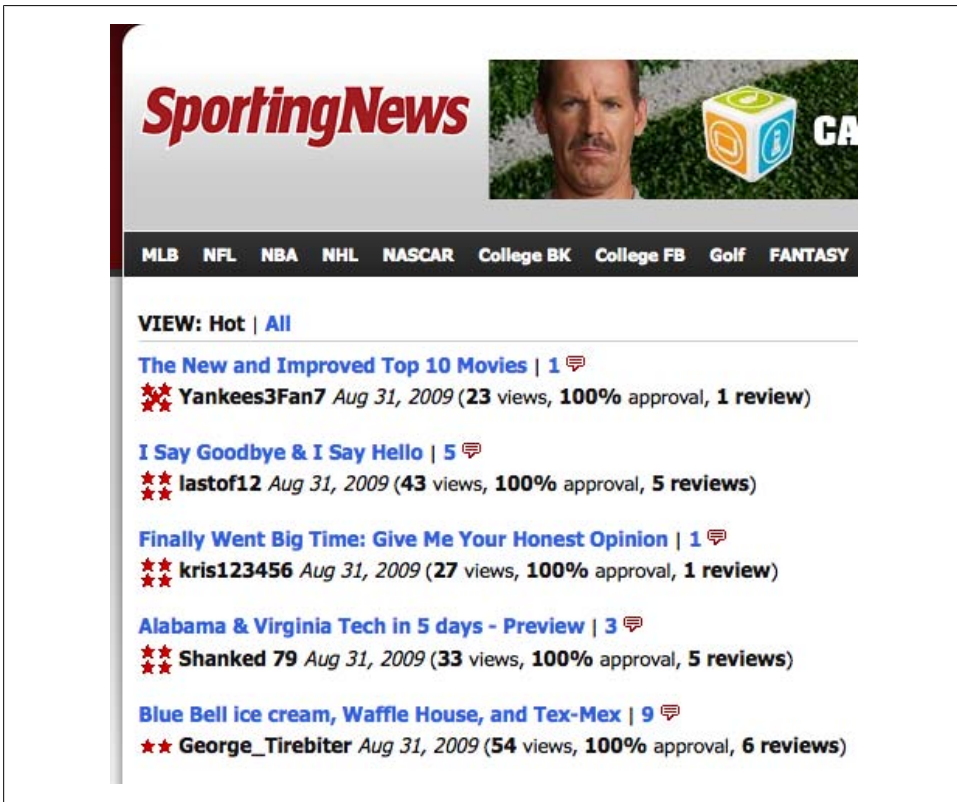 SportingNews
CA
MLB NFL NBA NHL NASCAR College BK College FB Golf FANTASY
VIEW: Hot | All
The New and Improved Top 10 Movies | 1
Yankees3Fan7 Aug 31, 2009 (23 views, 100% approval, 1 review)
I Say Goodbye & I Say Hello | 5
lastof12 Aug 31, 2009 (43 views, 100% approval, 5 reviews)
Finally Went Big Time: Give Me Your Honest Opinion | 1
kris123456 Aug 31, 2009 (27 views, 100% approval, 1 review)
Alabama & Virginia Tech in 5 days - Preview | 3
Shanked 79 Aug 31, 2009 (33 views, 100% approval, 5 reviews)
Blue Bell ice cream, Waffle House, and Tex-Mex | 9
George_Tirebiter Aug 31, 2009 (54 views, 100% approval, 6 reviews)